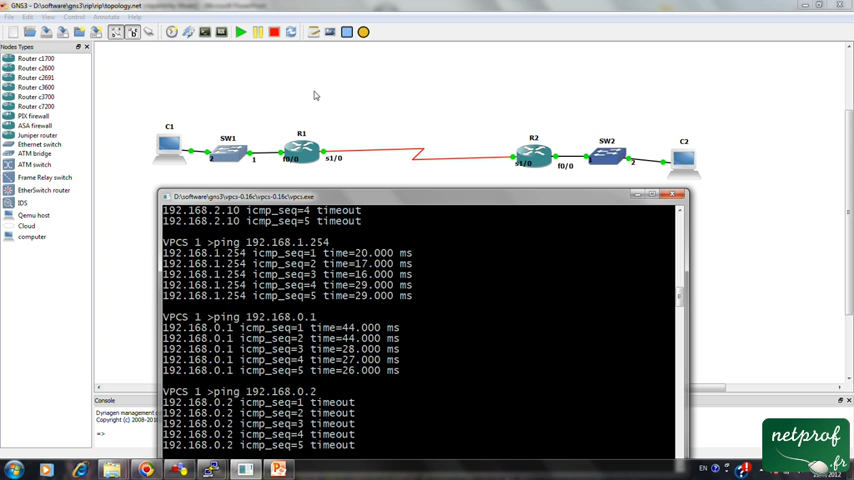 GNS3 - D:\software\gns3\rip\rip\topology.net
File Edit View Control Annotate Help
Nodes Types
Router c1700
Router c2600
Router c2691
Router c3600
Router c3700
Router c7200
PIX firewall
ASA firewall
Juniper router
Ethernet switch
ATM bridge
ATM switch
Frame Relay switch
EtherSwitch router
IDS
Qemu host
Cloud
computer
C1
SW1
R1
R2
SW2
C2
2
1
f0/0
s1/0
s1/0
f0/0
1
2
D:\software\gns3\vpcs-0.16c\vpcs-0.16c\vpcs.exe
192.168.2.10 icmp_seq=4 timeout
192.168.2.10 icmp_seq=5 timeout
VPCS 1 >ping 192.168.1.254
192.168.1.254 icmp_seq=1 time=20.000 ms
192.168.1.254 icmp_seq=2 time=17.000 ms
192.168.1.254 icmp_seq=3 time=16.000 ms
192.168.1.254 icmp_seq=4 time=29.000 ms
192.168.1.254 icmp_seq=5 time=29.000 ms
VPCS 1 >ping 192.168.0.1
192.168.0.1 icmp_seq=1 time=44.000 ms
192.168.0.1 icmp_seq=2 time=44.000 ms
192.168.0.1 icmp_seq=3 time=28.000 ms
192.168.0.1 icmp_seq=4 time=27.000 ms
192.168.0.1 icmp_seq=5 time=26.000 ms
VPCS 1 >ping 192.168.0.2
192.168.0.2 icmp_seq=1 timeout
192.168.0.2 icmp_seq=2 timeout
192.168.0.2 icmp_seq=3 timeout
192.168.0.2 icmp_seq=4 timeout
192.168.0.2 icmp_seq=5 timeout
Console
Dynagen management
Copyright (c) 2008-
=>
EN
netprof
.fr